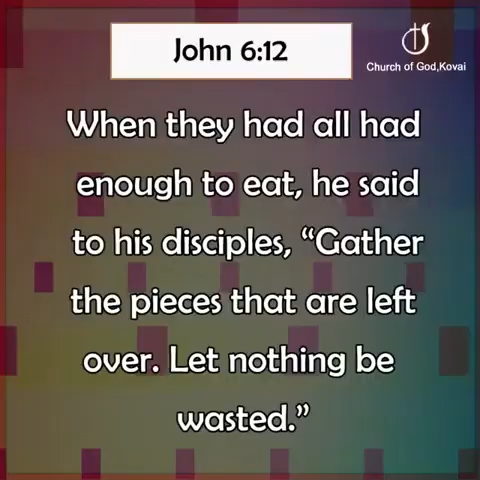 John 6:12
Church of God,Kovai
When they had all had
enough to eat, he said
to his disciples, “Gather
the pieces that are left
over. Let nothing be
wasted.”